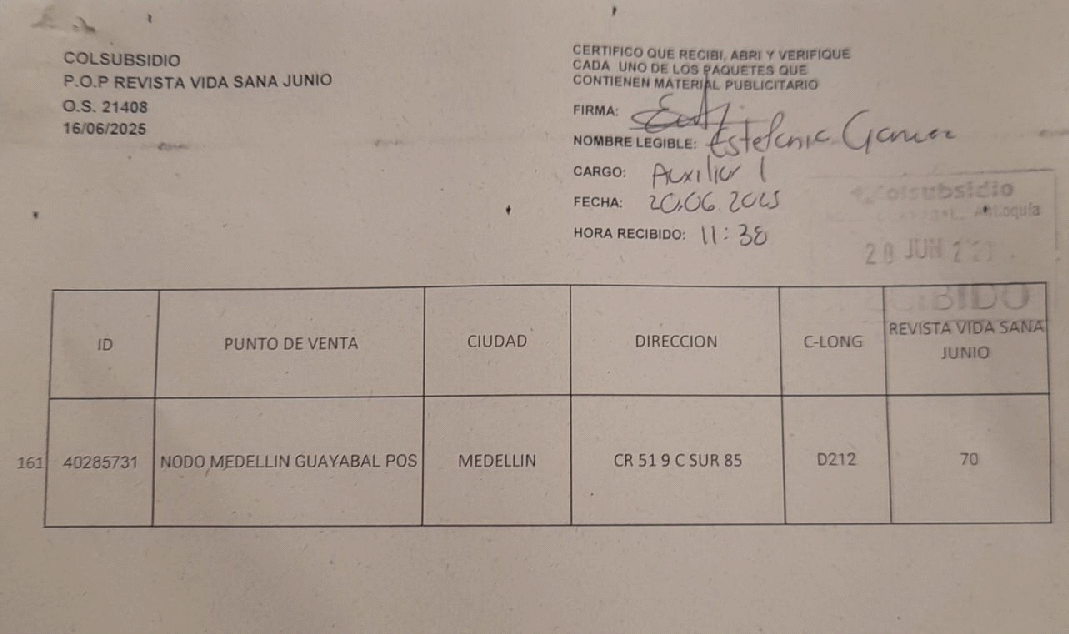 COLSUBSIDIO
P.O.P REVISTA VIDA SANA JUNIO
O.S. 21408
16/06/2025
CERTIFICO QUE RECIBI, ABRI Y VERIFIQUE
CADA UNO DE LOS PAQUETES QUE
CONTIENEN MATERIAL PUBLICITARIO
FIRMA:
NOMBRE LEGIBLE: Estefania
CARGO: Auxiliar 1
FECHA: 20.06.2025
HORA RECIBIDO: 11:38
Colsubsidio
Antioquia
JUN
ID PUNTO DE VENTA CIUDAD DIRECCION C-LONG REVISTA VIDA SANA
JUNIO
161 40285731 NODO MEDELLIN GUAYABAL POS MEDELLIN CR 51 9 C SUR 85 D212 70